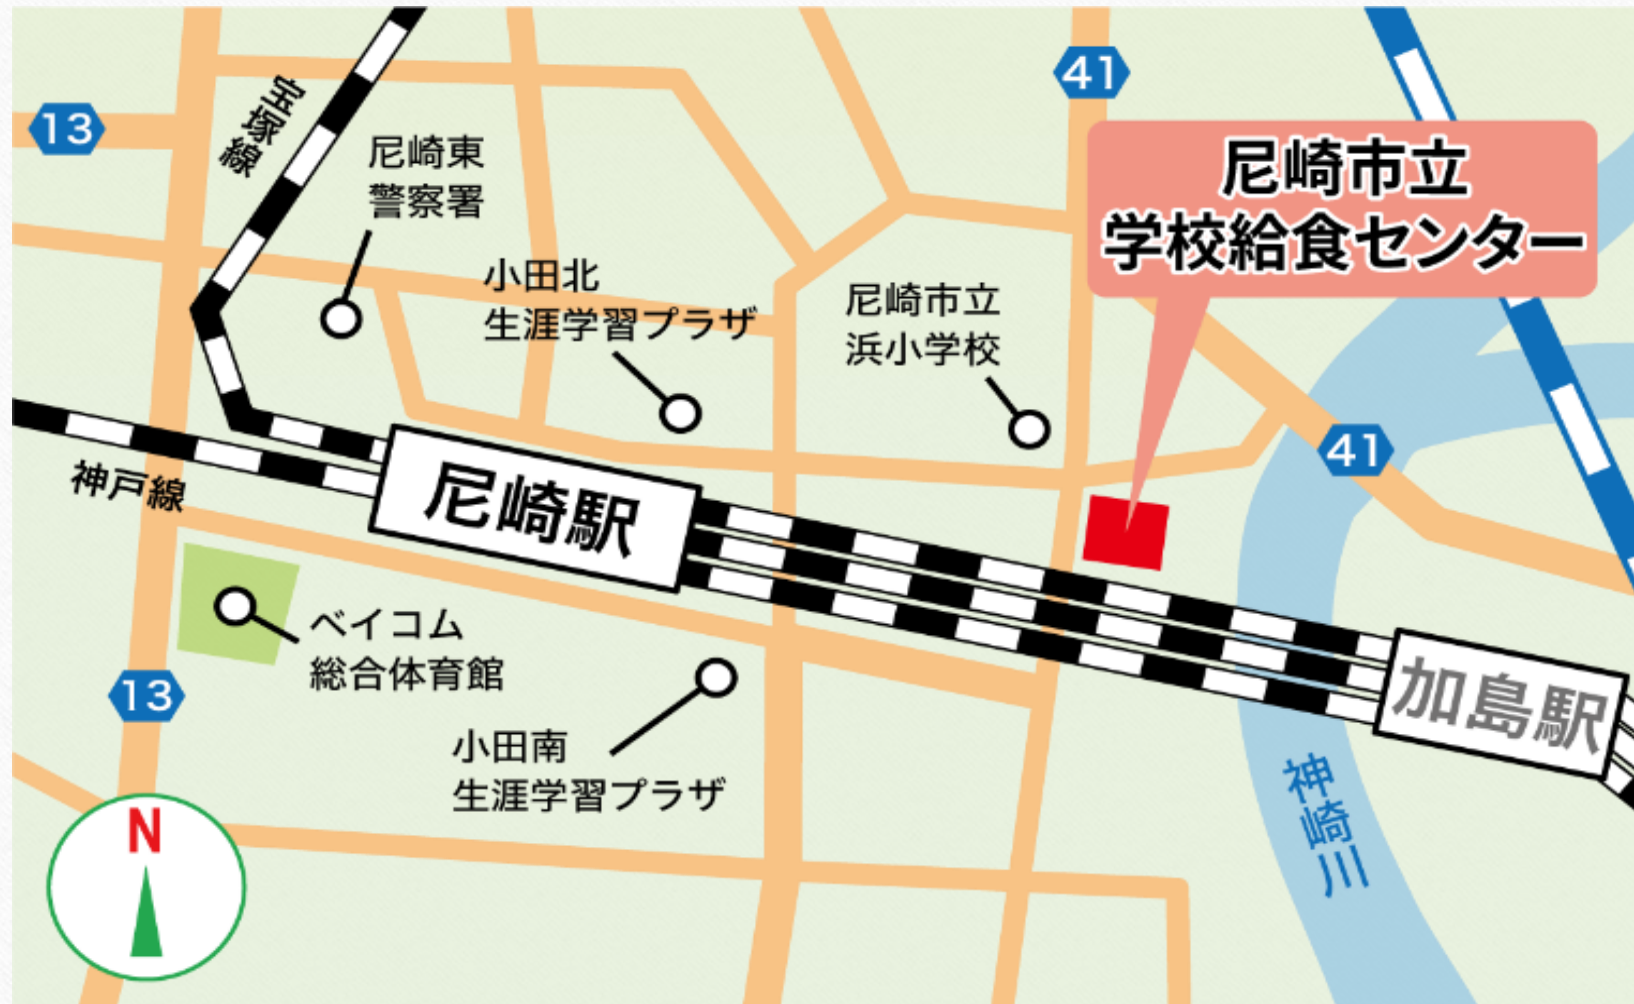 41
13
宝塚線
尼崎東
警察署
尼崎市立
学校給食センター
小田北
生涯学習プラザ
尼崎市立
浜小学校
41
神戸線
尼崎駅
ベイコム
総合体育館
13
加島駅
小田南
生涯学習プラザ
神崎川
N